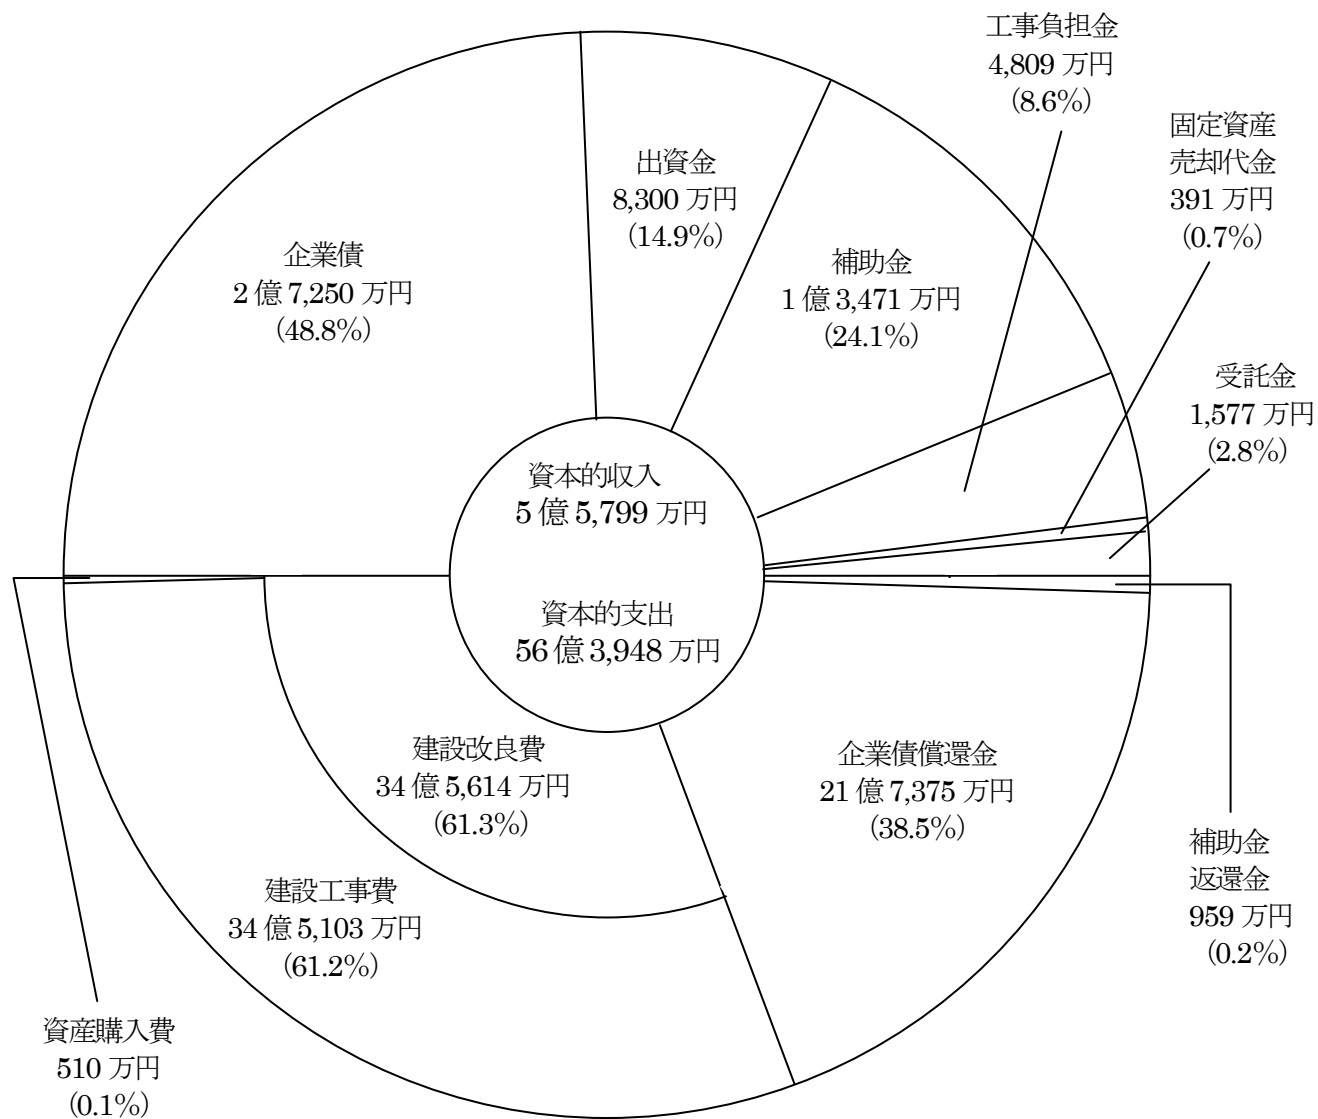 工事負担金
4,809 万円
(8.6%)
固定資産
売却代金
391 万円
(0.7%)
出資金
8,300 万円
(14.9%)
企業債
2 億 7,250 万円
(48.8%)
補助金
1 億 3,471 万円
(24.1%)
受託金
1,577 万円
(2.8%)
資本的収入
5 億 5,799 万円
資本的支出
56 億 3,948 万円
建設改良費
34 億 5,614 万円
(61.3%)
企業債償還金
21 億 7,375 万円
(38.5%)
補助金
返還金
959 万円
(0.2%)
建設工事費
34 億 5,103 万円
(61.2%)
資産購入費
510 万円
(0.1%)